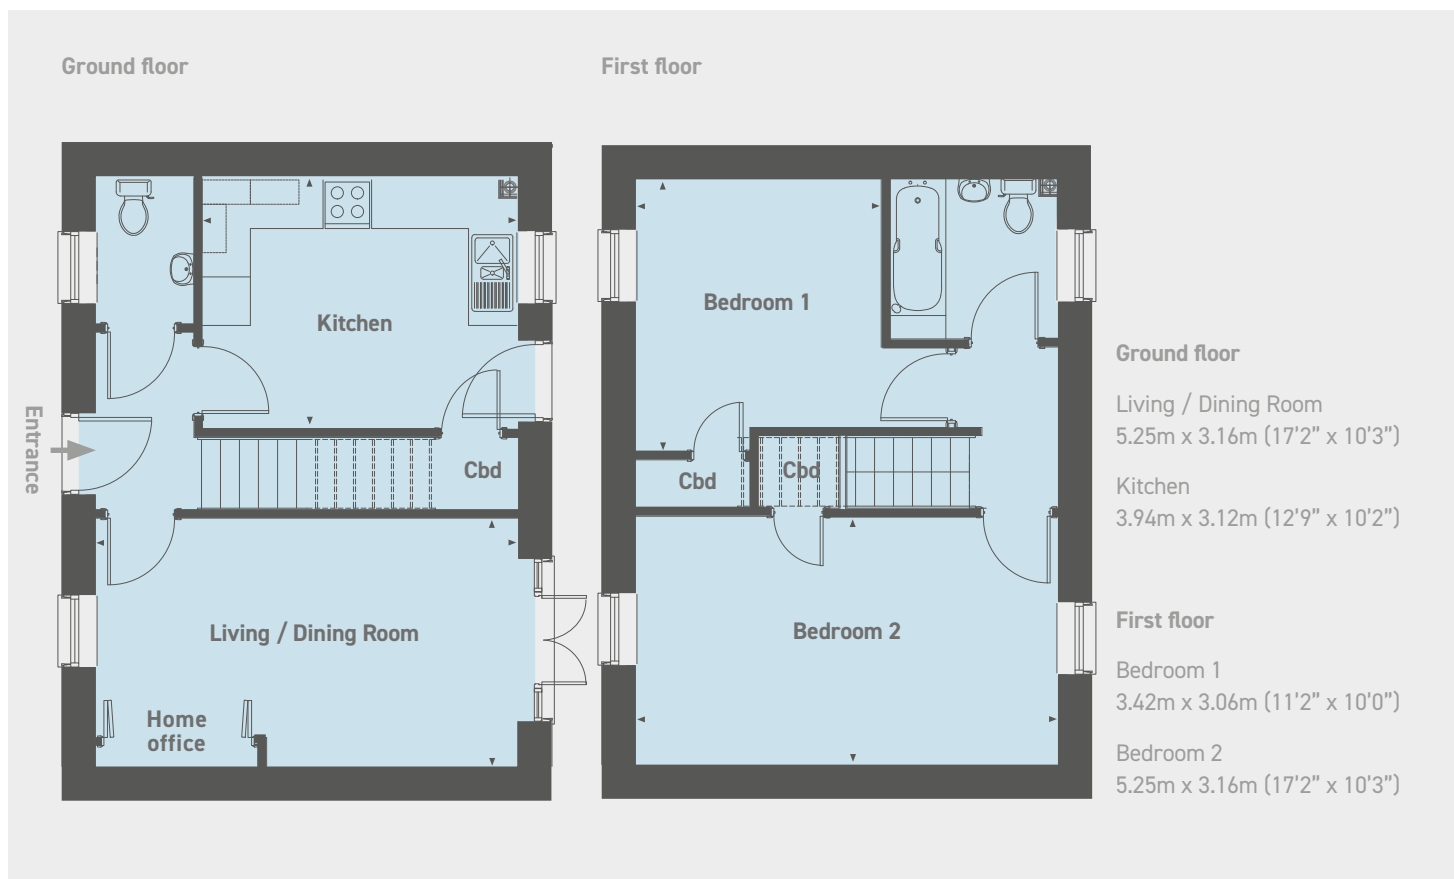 Ground floor
First floor
Kitchen
Entrance
Cbd
Living / Dining Room
Home
office
Bedroom 1
Cbd
Cbd
Bedroom 2
Ground floor
Living / Dining Room
5.25m x 3.16m (17’2” x 10’3”)
Kitchen
3.94m x 3.12m (12’9” x 10’2”)
First floor
Bedroom 1
3.42m x 3.06m (11’2” x 10’0”)
Bedroom 2
5.25m x 3.16m (17’2” x 10’3”)